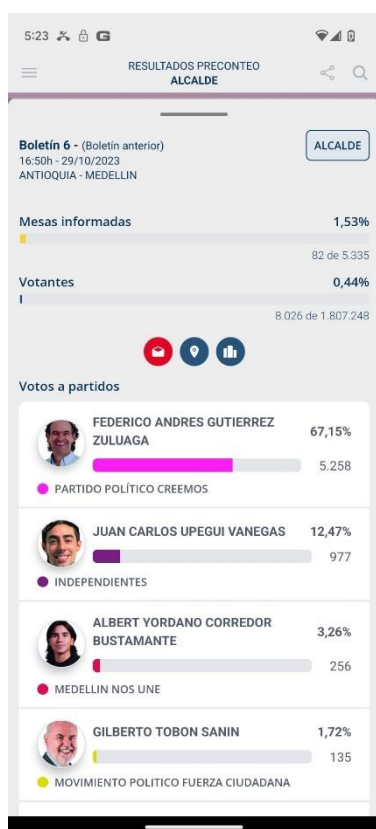 5:23
RESULTADOS PRECONTEO
ALCALDE
Boletín 6 - (Boletín anterior)
16:50h - 29/10/2023
ANTIOQUIA - MEDELLIN
ALCALDE
Mesas informadas 1,53%
82 de 5.335
Votantes 0,44%
8.026 de 1.807.248
Votos a partidos
FEDERICO ANDRES GUTIERREZ
ZULUAGA
67,15%
5.258
PARTIDO POLÍTICO CREEMOS
JUAN CARLOS UPEGUI VANEGAS 12,47%
977
INDEPENDIENTES
ALBERT YORDANO CORREDOR
BUSTAMANTE
3,26%
256
MEDELLIN NOS UNE
GILBERTO TOBON SANIN 1,72%
135
MOVIMIENTO POLITICO FUERZA CIUDADANA